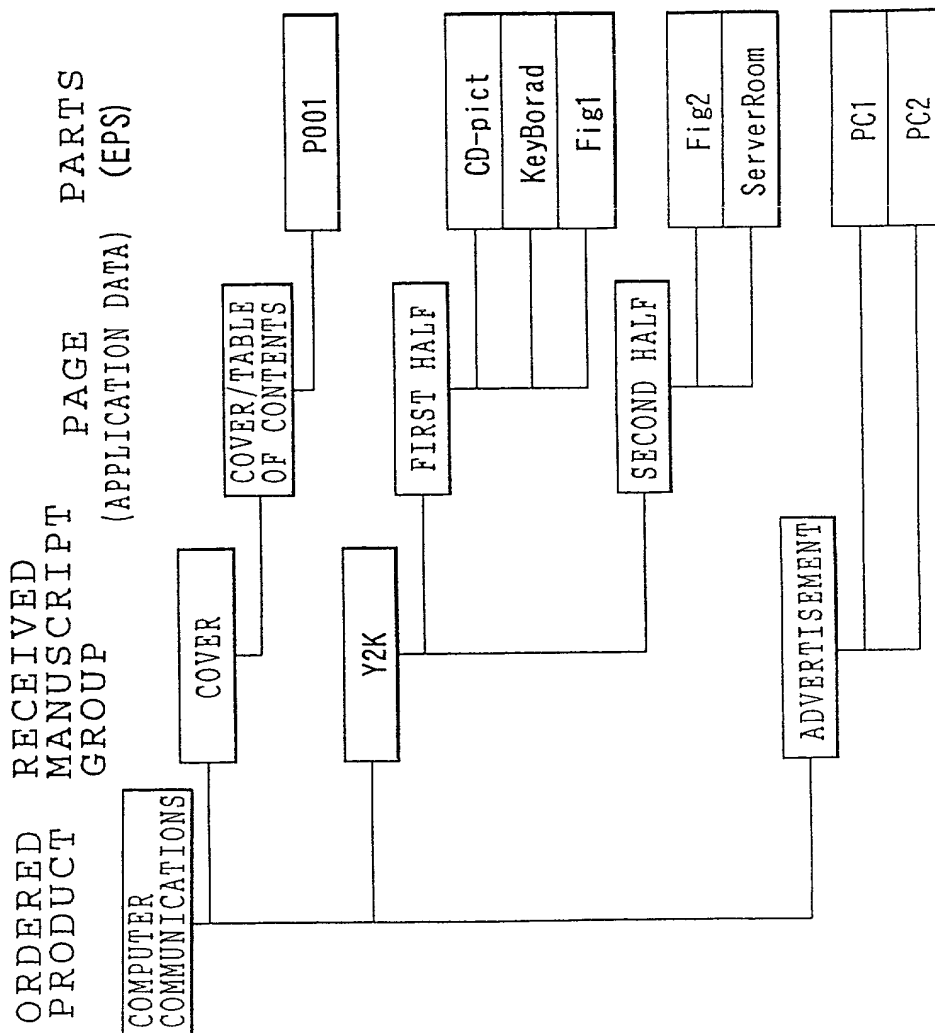 ORDERED
PRODUCT
RECEIVED
MANUSCRIPT
GROUP
PAGE
(APPLICATION DATA)
PARTS
(EPS)
COMPUTER
COMMUNICATIONS
COVER
COVER/TABLE
OF CONTENTS
P001
Y2K
FIRST HALF
CD-pict
KeyBorad
Fig1
SECOND HALF
Fig2
ServerRoom
ADVERTISEMENT
PC1
PC2